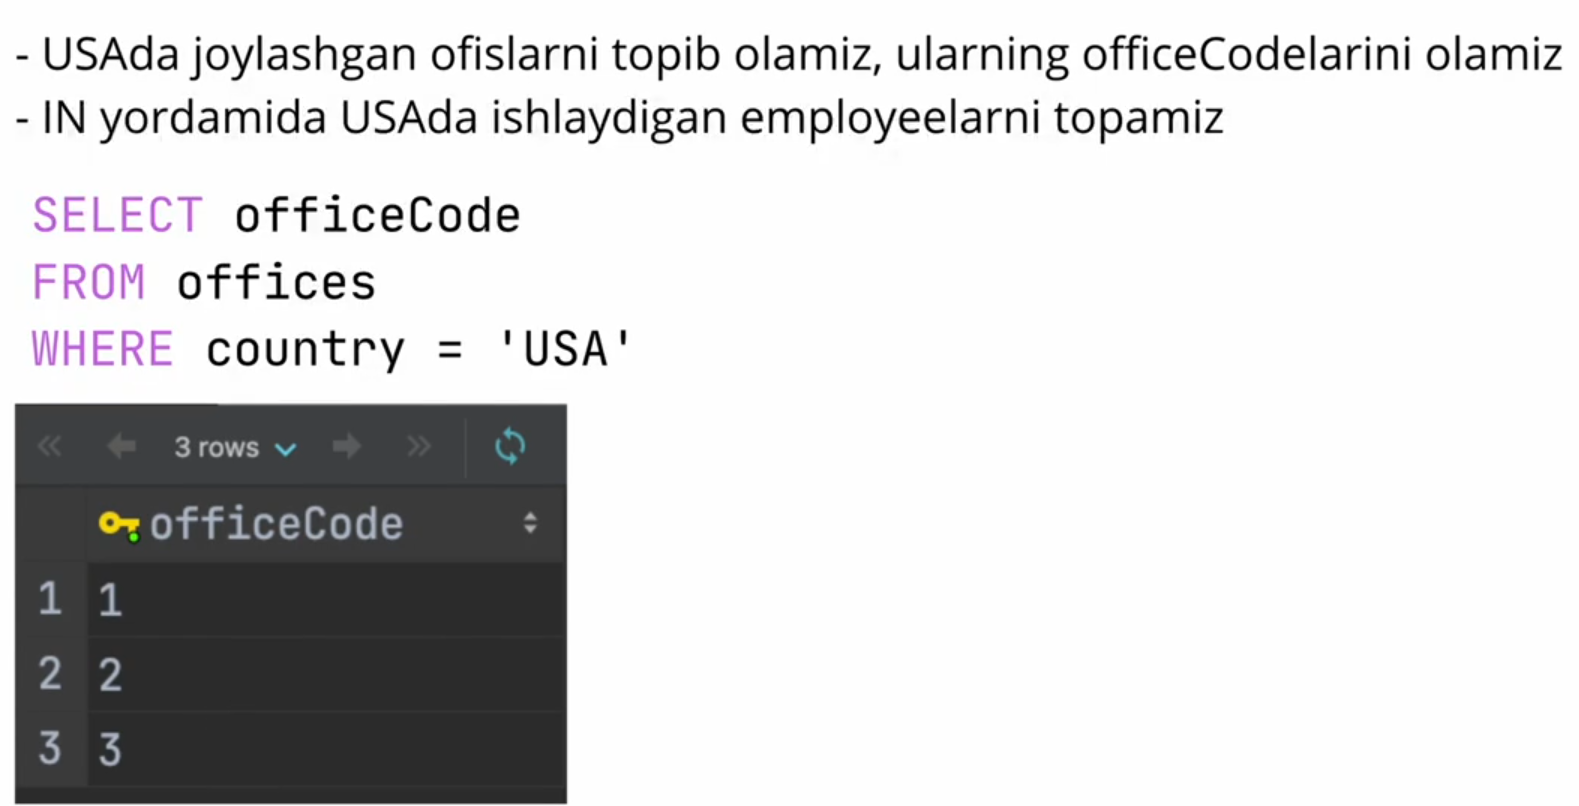 - USAda joylashgan ofislarni topib olamiz, ularning officeCodelarini olamiz
- IN yordamida USAda ishlaydigan employeelarni topamiz
SELECT officeCode
FROM offices
WHERE country = 'USA'
3 rows
officeCode
1 1
2 2
3 3